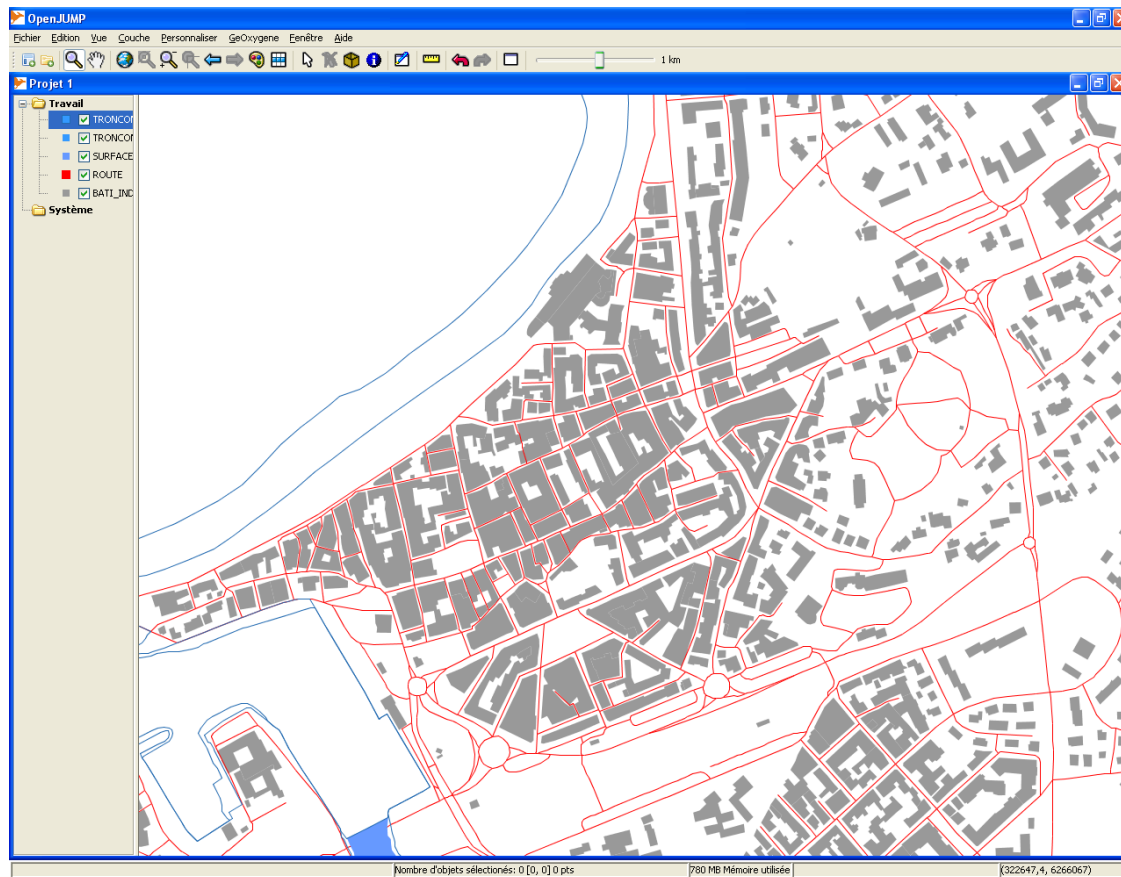 OpenJUMP
Fichier Edition Vue Couche Personnaliser GeOxygene Fenêtre Aide
1 km
Projet 1
Travail
TRONCON
TRONCON
SURFACE
ROUTE
BATI_IND
Système
Nombre d'objets sélectionés: 0 [0, 0] 0 pts
780 MB Mémoire utilisée
(322647,4, 6266067)